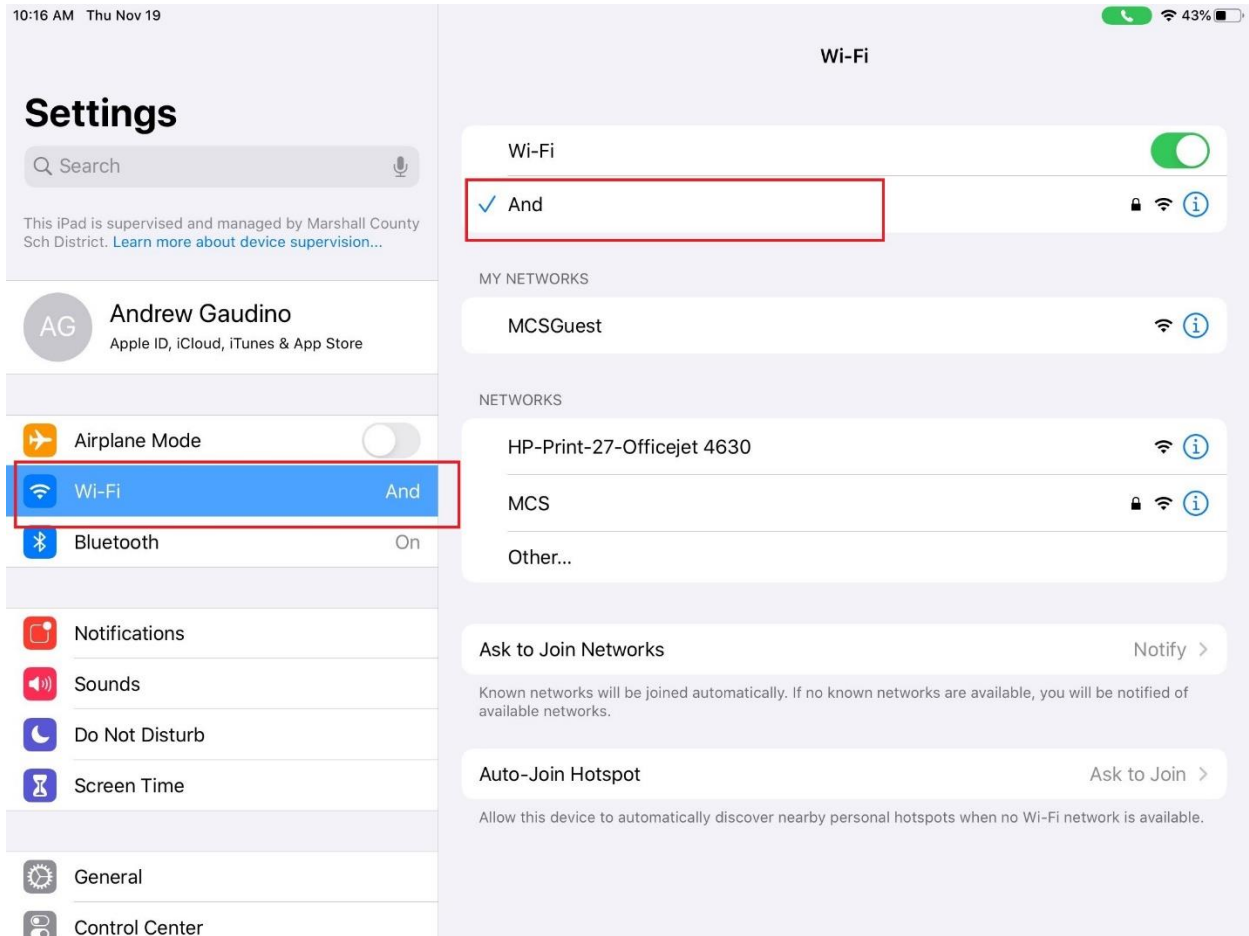 10:16 AM Thu Nov 19
43%
Settings
Search
This iPad is supervised and managed by Marshall County
Sch District. Learn more about device supervision...
AG
Andrew Gaudino
Apple ID, iCloud, iTunes & App Store
Airplane Mode
Wi-Fi And
Bluetooth On
Notifications
Sounds
Do Not Disturb
Screen Time
General
Control Center
Wi-Fi
Wi-Fi
And
MY NETWORKS
MCSGuest
NETWORKS
HP-Print-27-Officejet 4630
MCS
Other...
Ask to Join Networks Notify
Known networks will be joined automatically. If no known networks are available, you will be notified of
available networks.
Auto-Join Hotspot Ask to Join
Allow this device to automatically discover nearby personal hotspots when no Wi-Fi network is available.